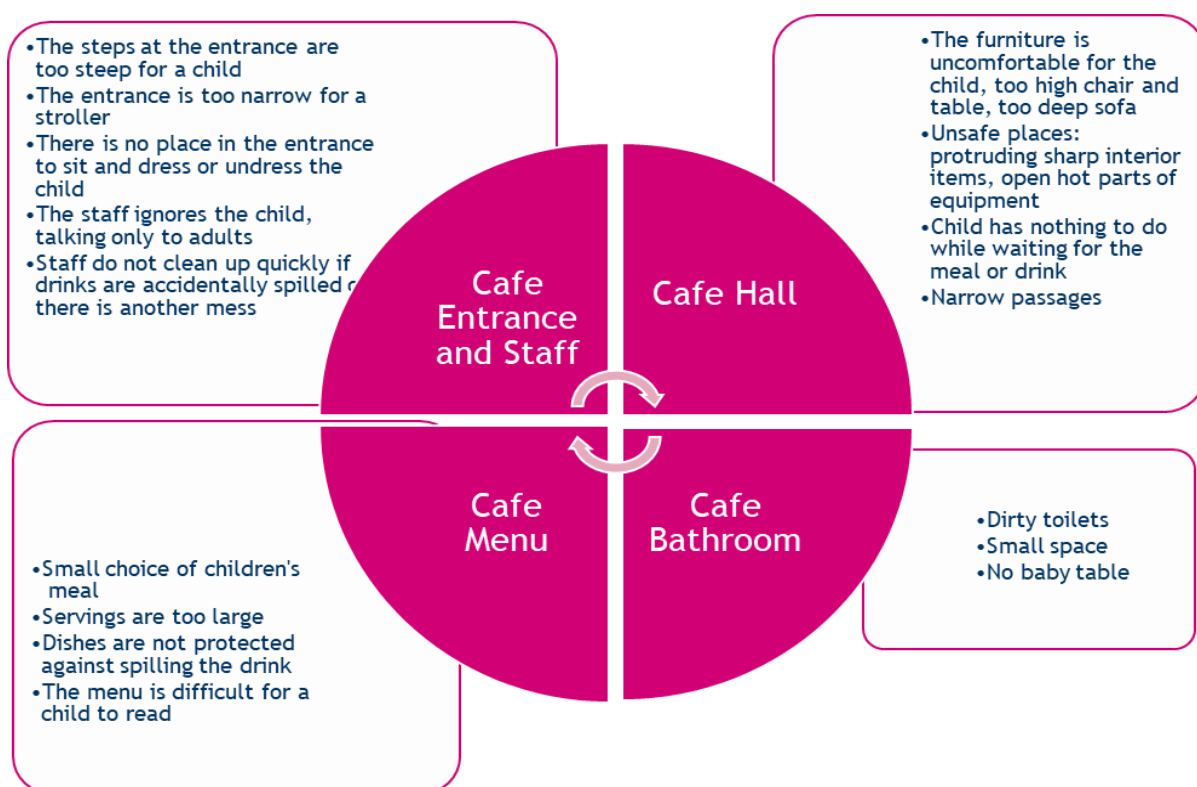 •The steps at the entrance are
too steep for a child
•The entrance is too narrow for a
stroller
•There is no place in the entrance
to sit and dress or undress the
child
•The staff ignores the child,
talking only to adults
•Staff do not clean up quickly if
drinks are accidentally spilled
there is another mess
Cafe
Entrance
and Staff
•The furniture is
uncomfortable for the
child, too high chair and
table, too deep sofa
•Unsafe places:
protruding sharp interior
items, open hot parts of
equipment
•Child has nothing to do
while waiting for the
meal or drink
•Narrow passages
Cafe Hall
•Small choice of children's
meal
•Servings are too large
•Dishes are not protected
against spilling the drink
•The menu is difficult for a
child to read
Cafe
Menu
Cafe
Bathroom
•Dirty toilets
•Small space
•No baby table